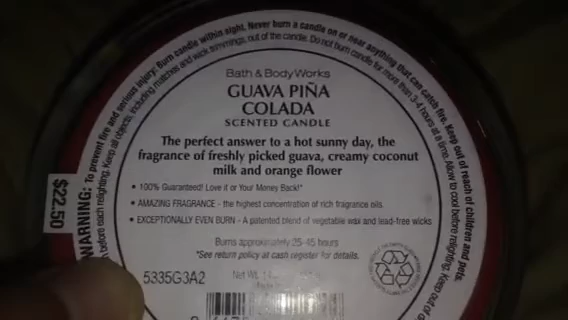 WARNING: To prevent fire and serious injury: Burn candle within sight. Never burn a candle on or near anything that can catch fire. Keep out of reach of children and pets.
before each relighting. Keep all objects, including matches and wick trimmings, out of the candle. Do not burn candle for more than 3-4 hours at a time. Allow to cool before relighting. Keep out of
Bath & Body Works
GUAVA PIÑA
COLADA
SCENTED CANDLE
The perfect answer to a hot sunny day, the
fragrance of freshly picked guava, creamy coconut
milk and orange flower
• 100% Guaranteed! Love it or Your Money Back!*
• AMAZING FRAGRANCE - the highest concentration of rich fragrance oils
• EXCEPTIONALLY EVEN BURN - A patented blend of vegetable wax and lead-free wicks
Burns approximately 25-45 hours
*See return policy at cash register for details.
$22.50
5335G3A2
Net Wt.